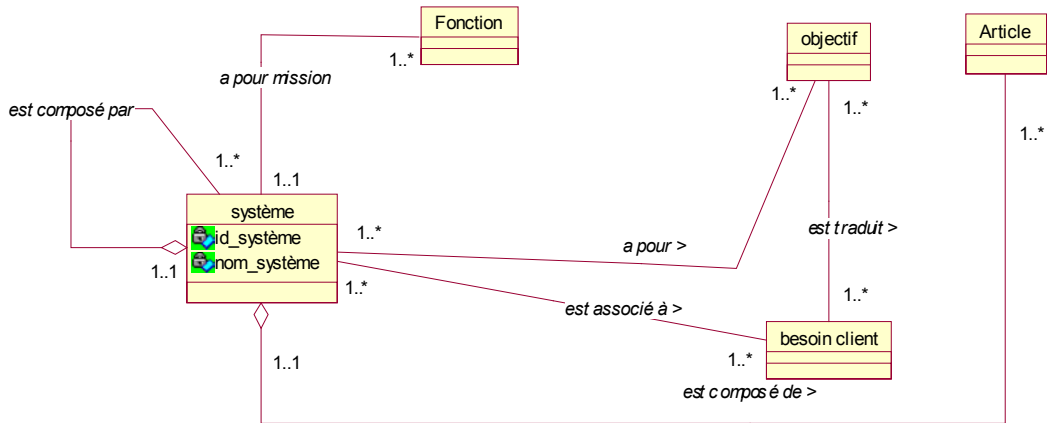 Fonction
1..*
a pour mission
objectif
1..*
1..*
Article
1..*
est composé par
1..*
1..1
système
id_système
nom_système
1..1
1..*
1..*
a pour >
est traduit >
est associé à >
1..*
besoin client
1..*
1..1
est composé de >